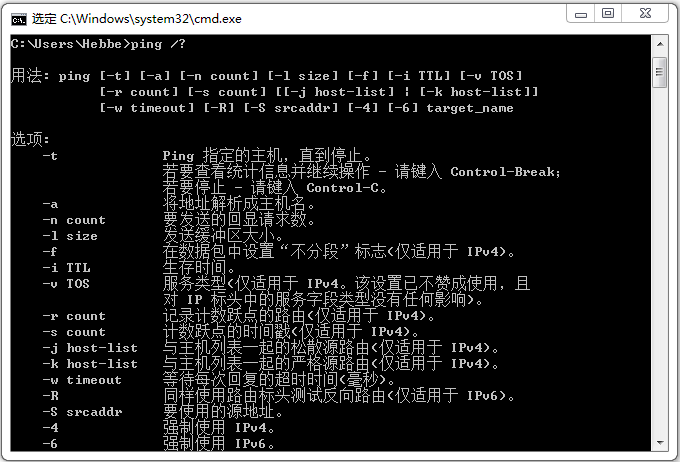 选定 C:\Windows\system32\cmd.exe
C:\Users\Hebbe>ping /?
用法: ping [-t] [-a] [-n count] [-l size] [-f] [-i TTL] [-v TOS]
[-r count] [-s count] [[-j host-list] | [-k host-list]]
[-w timeout] [-R] [-S srcaddr] [-4] [-6] target_name
选项:
-t Ping 指定的主机，直到停止。
若要查看统计信息并继续操作 - 请键入 Control-Break;
若要停止 - 请键入 Control-C。
-a 将地址解析成主机名。
-n count 要发送的回显请求数。
-l size 发送缓冲区大小。
-f 在数据包中设置“不分段”标志(仅适用于 IPv4)。
-i TTL 生存时间。
-v TOS 服务类型(仅适用于 IPv4。该设置已不赞成使用，且
对 IP 标头中的服务字段类型没有任何影响)。
-r count 记录计数跃点的路由(仅适用于 IPv4)。
-s count 计数跃点的时间戳(仅适用于 IPv4)。
-j host-list 与主机列表一起的松散源路由(仅适用于 IPv4)。
-k host-list 与主机列表一起的严格源路由(仅适用于 IPv4)。
-w timeout 等待每次回复的超时时间(毫秒)。
-R 同样使用路由标头测试反向路由(仅适用于 IPv6)。
-S srcaddr 要使用的源地址。
-4 强制使用 IPv4。
-6 强制使用 IPv6。